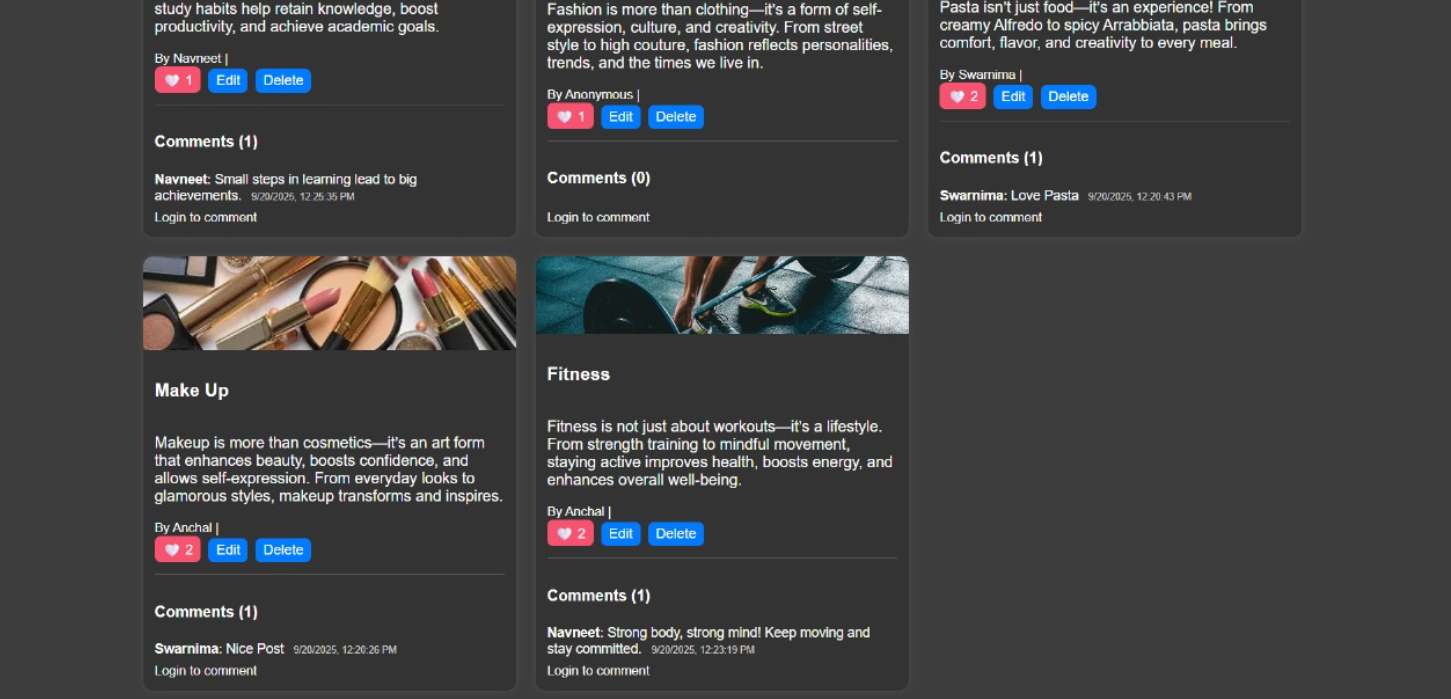 study habits help retain knowledge, boost
productivity, and achieve academic goals.
By Navneet |
1 Edit Delete
Comments (1)
Navneet: Small steps in learning lead to big
achievements. 9/20/2025, 12:25:35 PM
Login to comment
Fashion is more than clothing—it's a form of self-
expression, culture, and creativity. From street
style to high couture, fashion reflects personalities,
trends, and the times we live in.
By Anonymous |
1 Edit Delete
Comments (0)
Login to comment
Pasta isn't just food—it's an experience! From
creamy Alfredo to spicy Arrabbiata, pasta brings
comfort, flavor, and creativity to every meal.
By Swarnima |
2 Edit Delete
Comments (1)
Swarnima: Love Pasta 9/20/2025, 12:20:43 PM
Login to comment
Make Up
Makeup is more than cosmetics—it's an art form
that enhances beauty, boosts confidence, and
allows self-expression. From everyday looks to
glamorous styles, makeup transforms and inspires.
By Anchal |
2 Edit Delete
Comments (1)
Swarnima: Nice Post 9/20/2025, 12:20:26 PM
Login to comment
Fitness
Fitness is not just about workouts—it's a lifestyle.
From strength training to mindful movement,
staying active improves health, boosts energy, and
enhances overall well-being.
By Anchal |
2 Edit Delete
Comments (1)
Navneet: Strong body, strong mind! Keep moving and
stay committed. 9/20/2025, 12:23:19 PM
Login to comment